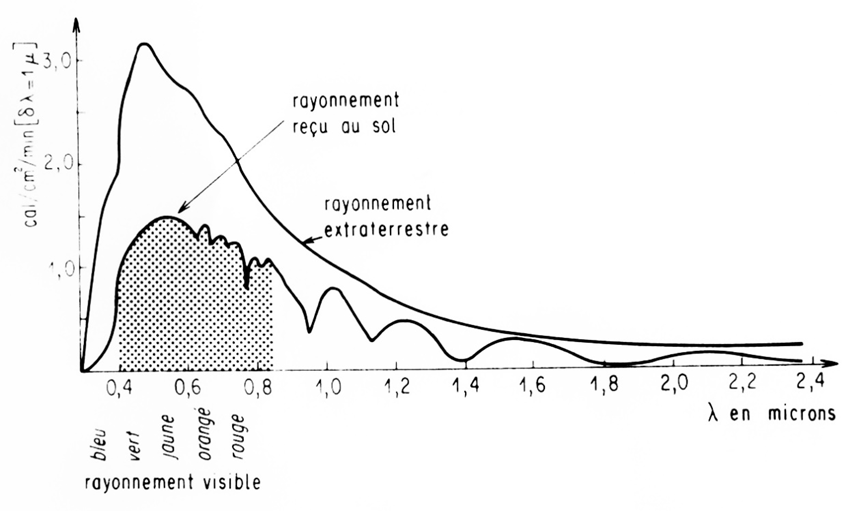 cal/cm²/min[δλ=1μ]
3,0
2,0
1,0
rayonnement
reçu au sol
rayonnement
extraterrestre
0,4 0,6 0,8 1,0 1,2 1,4 1,6 1,8 2,0 2,2 2,4
λ en microns
bleu vert jaune orangé rouge
rayonnement visible